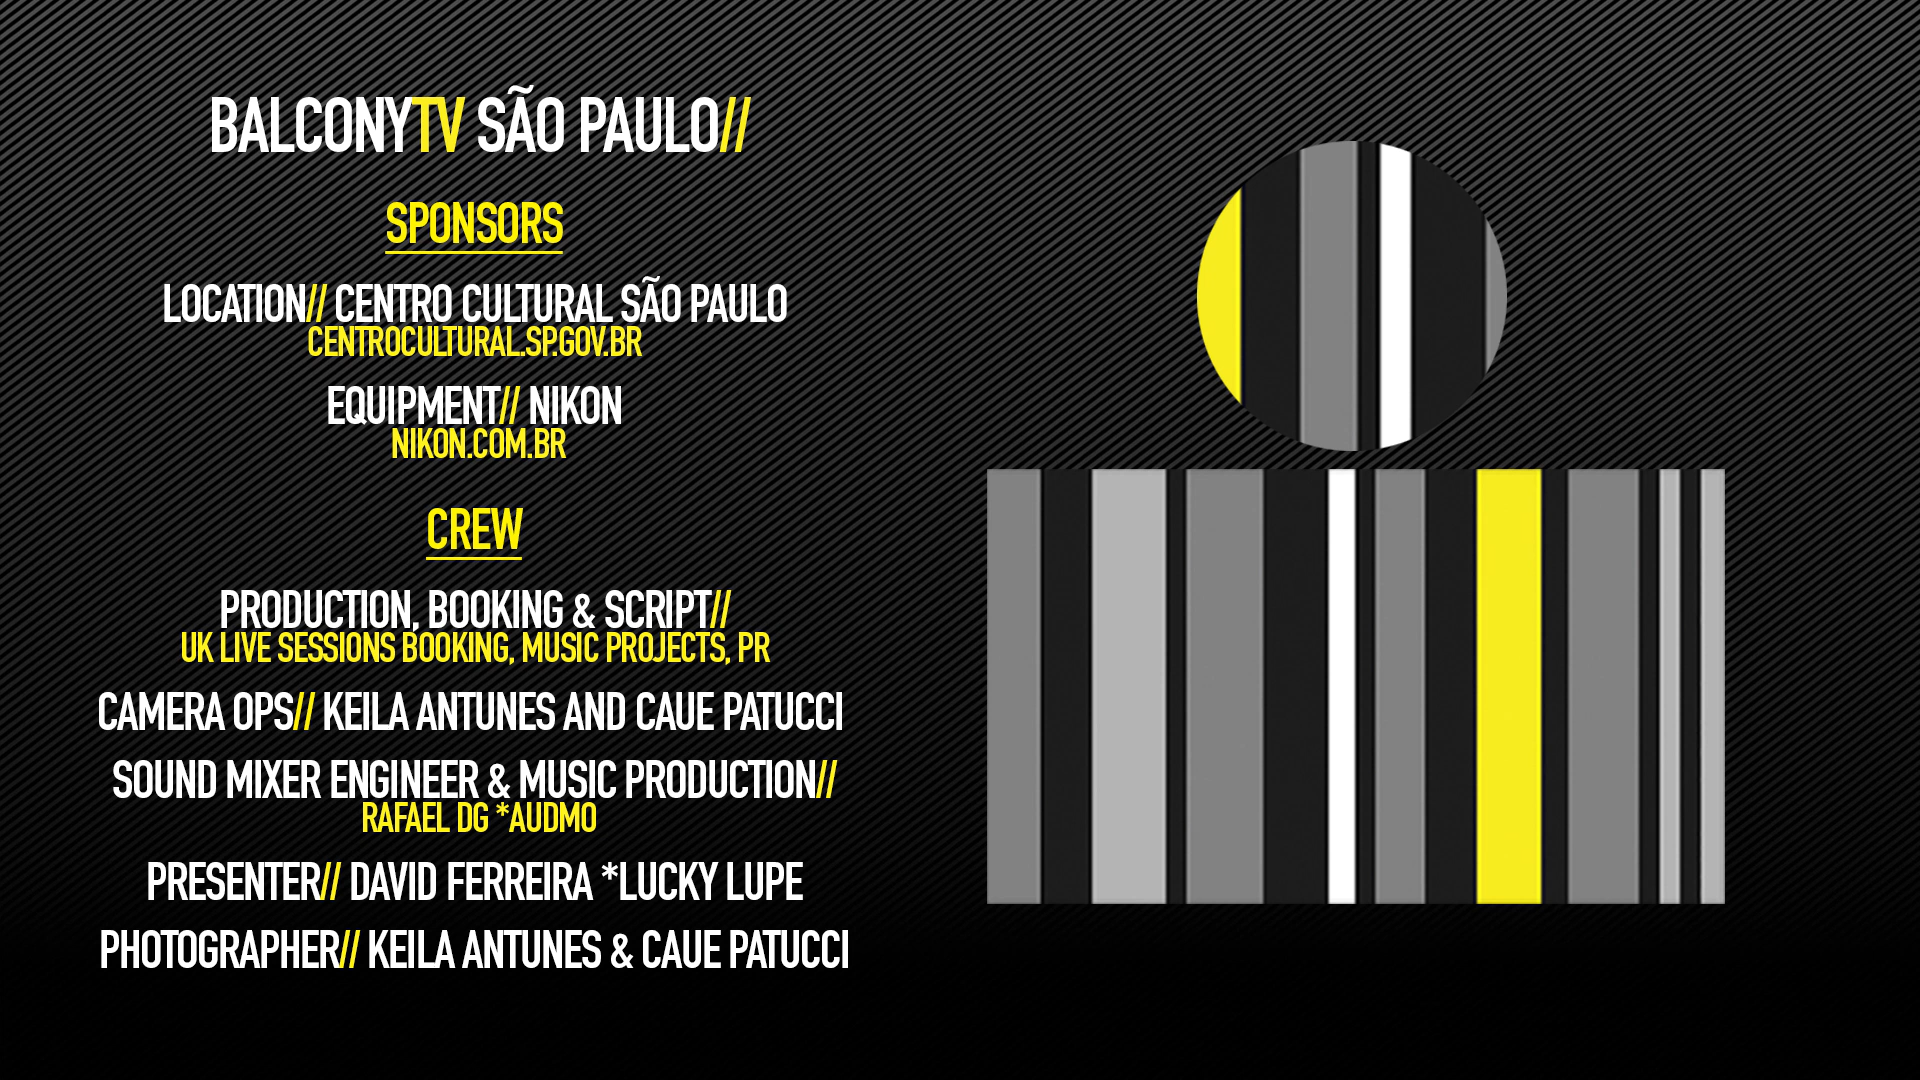 BALCONYTV SÃO PAULO//
SPONSORS
LOCATION// CENTRO CULTURAL SÃO PAULO
CENTROCULTURAL.SP.GOV.BR
EQUIPMENT// NIKON
NIKON.COM.BR
CREW
PRODUCTION, BOOKING & SCRIPT//
UK LIVE SESSIONS BOOKING, MUSIC PROJECTS, PR
CAMERA OPS// KEILA ANTUNES AND CAUE PATUCCI
SOUND MIXER ENGINEER & MUSIC PRODUCTION//
RAFAEL DG *AUDMO
PRESENTER// DAVID FERREIRA *LUCKY LUPE
PHOTOGRAPHER// KEILA ANTUNES & CAUE PATUCCI